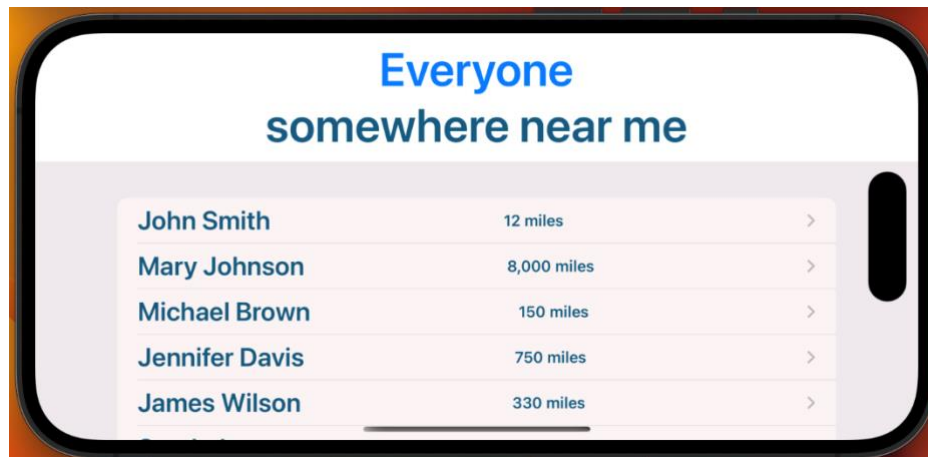 Everyone
somewhere near me
John Smith 12 miles
Mary Johnson 8,000 miles
Michael Brown 150 miles
Jennifer Davis 750 miles
James Wilson 330 miles